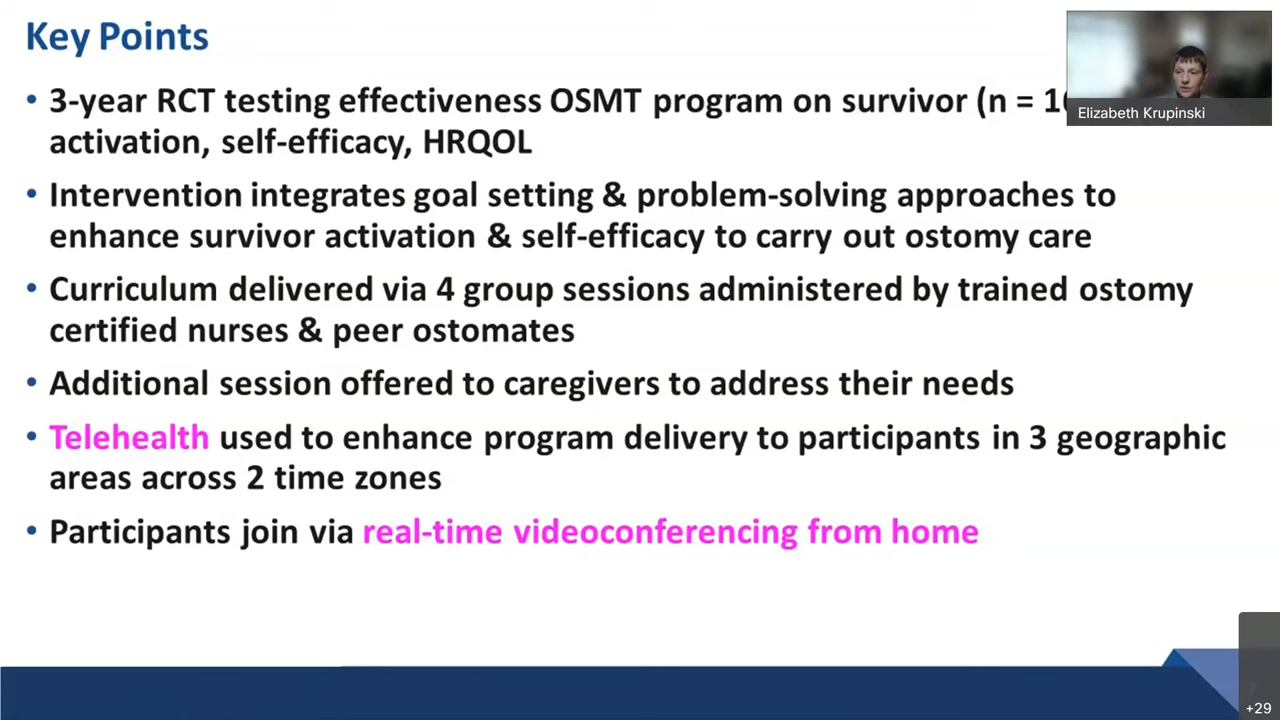 Key Points
• 3-year RCT testing effectiveness OSMT program on survivor (n =
activation, self-efficacy, HRQOL
• Intervention integrates goal setting & problem-solving approaches to
enhance survivor activation & self-efficacy to carry out ostomy care
• Curriculum delivered via 4 group sessions administered by trained ostomy
certified nurses & peer ostomates
• Additional session offered to caregivers to address their needs
• Telehealth used to enhance program delivery to participants in 3 geographic
areas across 2 time zones
• Participants join via real-time videoconferencing from home
Elizabeth Krupinski
7
+29